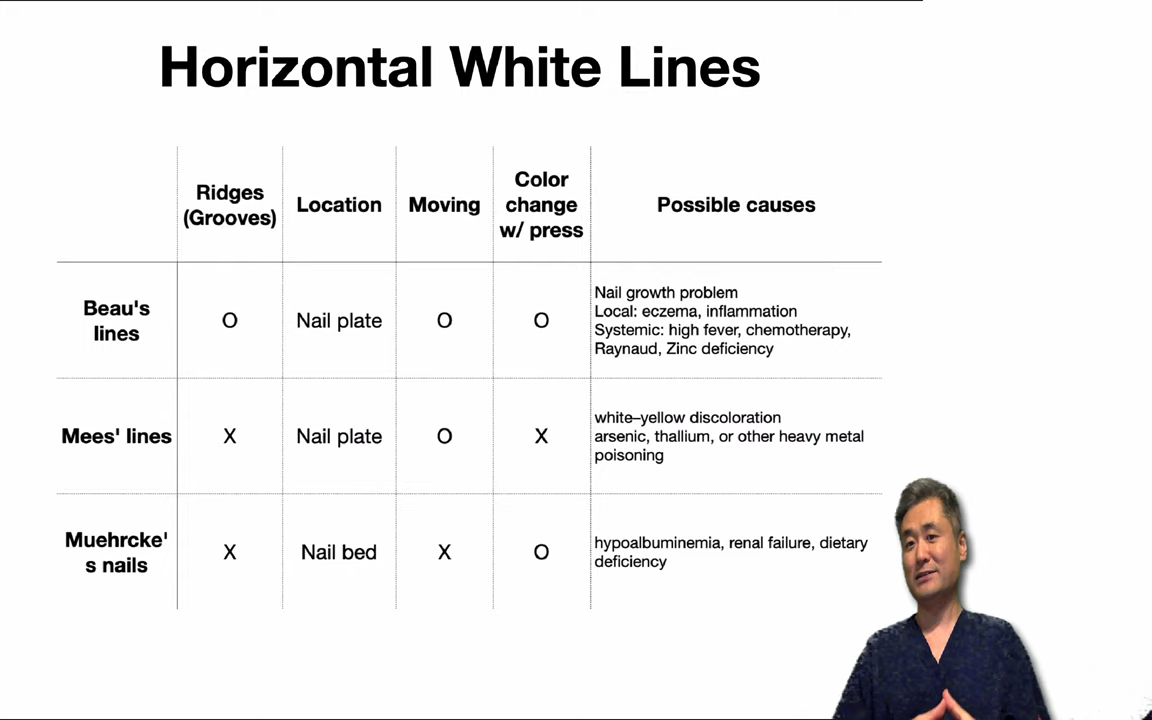 Horizontal White Lines
Ridges
(Grooves)
Location
Moving
Color
change
w/ press
Possible causes
Beau's
lines
O
Nail plate
O
O
Nail growth problem
Local: eczema, inflammation
Systemic: high fever, chemotherapy,
Raynaud, Zinc deficiency
Mees' lines
X
Nail plate
O
X
white–yellow discoloration
arsenic, thallium, or other heavy metal
poisoning
Muehrcke'
s nails
X
Nail bed
X
O
hypoalbuminemia, renal failure, dietary
deficiency